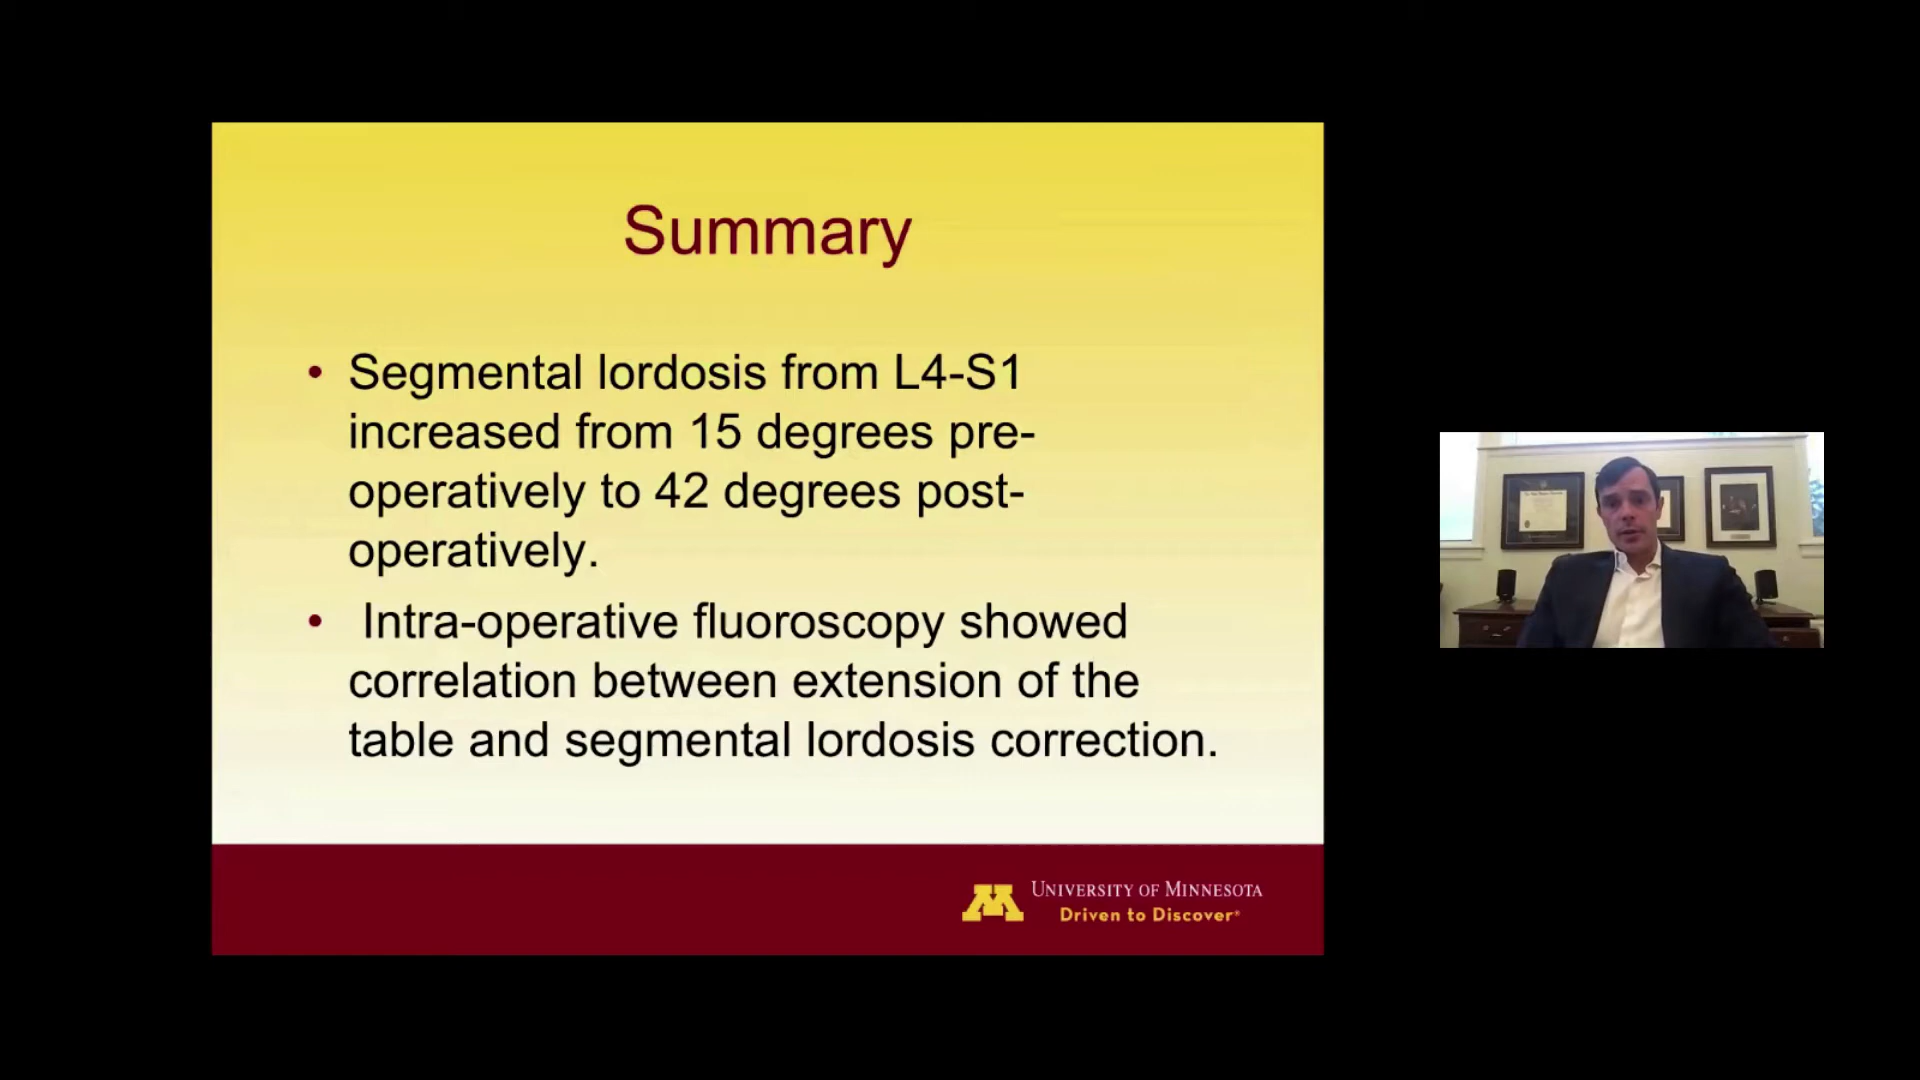 Summary
• Segmental lordosis from L4-S1
increased from 15 degrees pre-
operatively to 42 degrees post-
operatively.
• Intra-operative fluoroscopy showed
correlation between extension of the
table and segmental lordosis correction.
UNIVERSITY OF MINNESOTA
Driven to Discover®